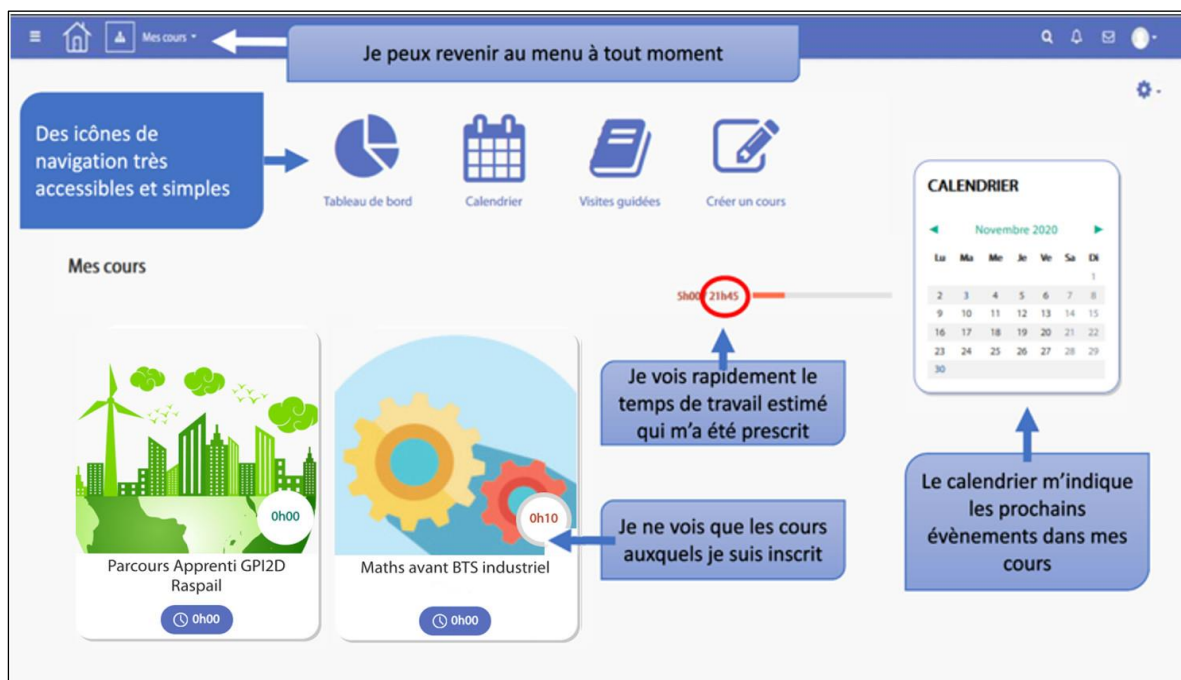 Mes cours
Je peux revenir au menu à tout moment
Des icônes de
navigation très
accessibles et simples
Tableau de bord
Calendrier
Visites guidées
Créer un cours
CALENDRIER
Novembre 2020
Lu Ma Me Je Ve Sa Di
1
2 3 4 5 6 7 8
9 10 11 12 13 14 15
16 17 18 19 20 21 22
23 24 25 26 27 28 29
30
Mes cours
5h00 / 21h45
Je vois rapidement le
temps de travail estimé
qui m’a été prescrit
0h00
Parcours Apprenti GPI2D
Raspail
0h00
0h10
Maths avant BTS industriel
0h00
Je ne vois que les cours
auxquels je suis inscrit
Le calendrier m’indique
les prochains
évènements dans mes
cours